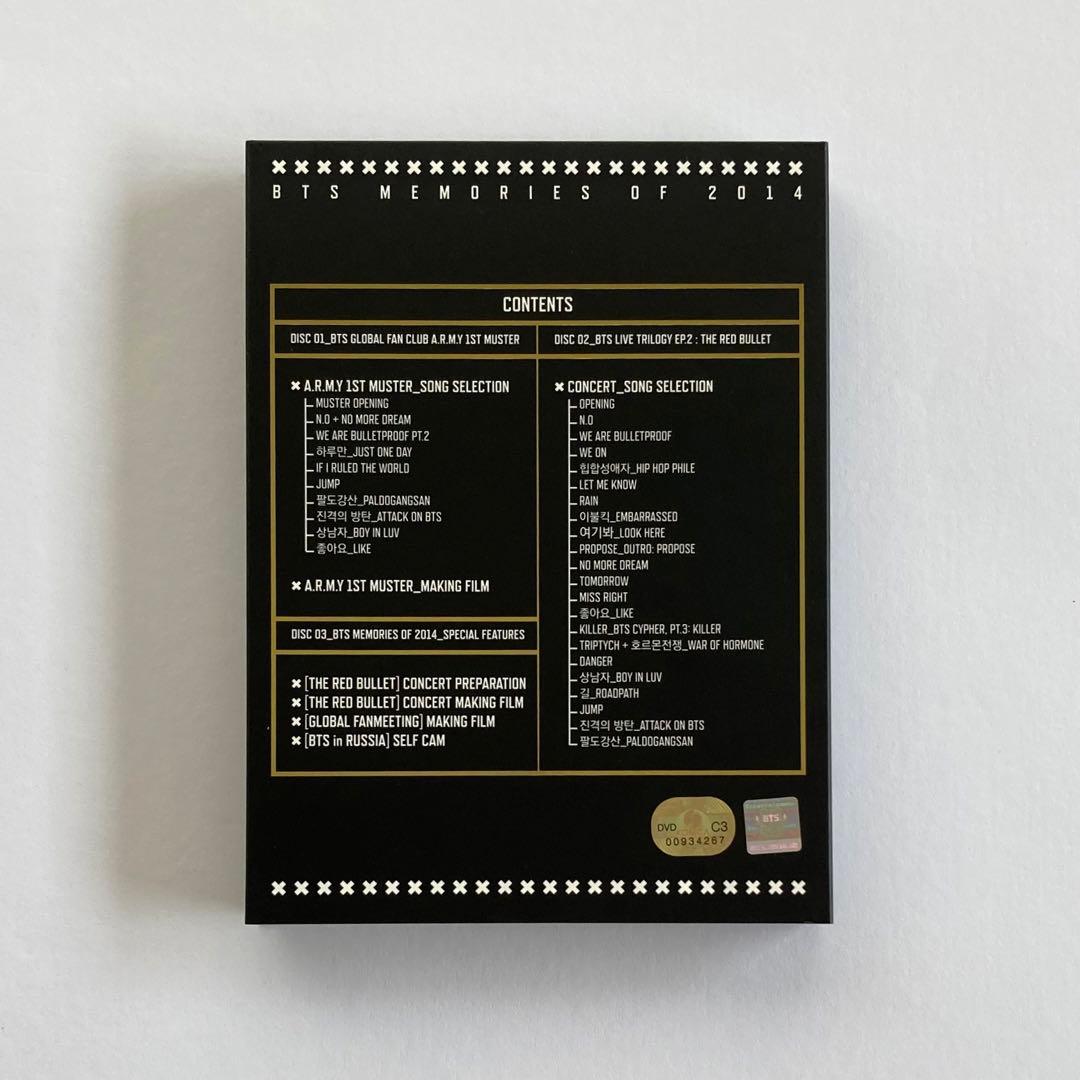 BTS MEMORIES OF 2014
CONTENTS
DISC 01_BTS GLOBAL FAN CLUB A.R.M.Y 1ST MUSTER
A.R.M.Y 1ST MUSTER_SONG SELECTION
MUSTER OPENING
N.O + NO MORE DREAM
WE ARE BULLETPROOF PT.2
하루만_JUST ONE DAY
IF I RULED THE WORLD
JUMP
팔도강산_PALDOGANGSAN
진격의 방탄_ATTACK ON BTS
상남자_BOY IN LUV
좋아요_LIKE
A.R.M.Y 1ST MUSTER_MAKING FILM
DISC 03_BTS MEMORIES OF 2014_SPECIAL FEATURES
[THE RED BULLET] CONCERT PREPARATION
[THE RED BULLET] CONCERT MAKING FILM
[GLOBAL FANMEETING] MAKING FILM
[BTS in RUSSIA] SELF CAM
DISC 02_BTS LIVE TRILOGY EP.2 : THE RED BULLET
CONCERT_SONG SELECTION
OPENING
N.O
WE ARE BULLETPROOF
WE ON
힙합성애자_HIP HOP PHILE
LET ME KNOW
RAIN
이불킥_EMBARRASSED
여기봐_LOOK HERE
PROPOSE_OUTRO: PROPOSE
NO MORE DREAM
TOMORROW
MISS RIGHT
좋아요_LIKE
KILLER_BTS CYPHER, PT.3: KILLER
TRIPTYCH + 호르몬전쟁_WAR OF HORMONE
DANGER
상남자_BOY IN LUV
길_ROADPATH
JUMP
진격의 방탄_ATTACK ON BTS
팔도강산_PALDOGANGSAN
DVD C3
00934267
BTS